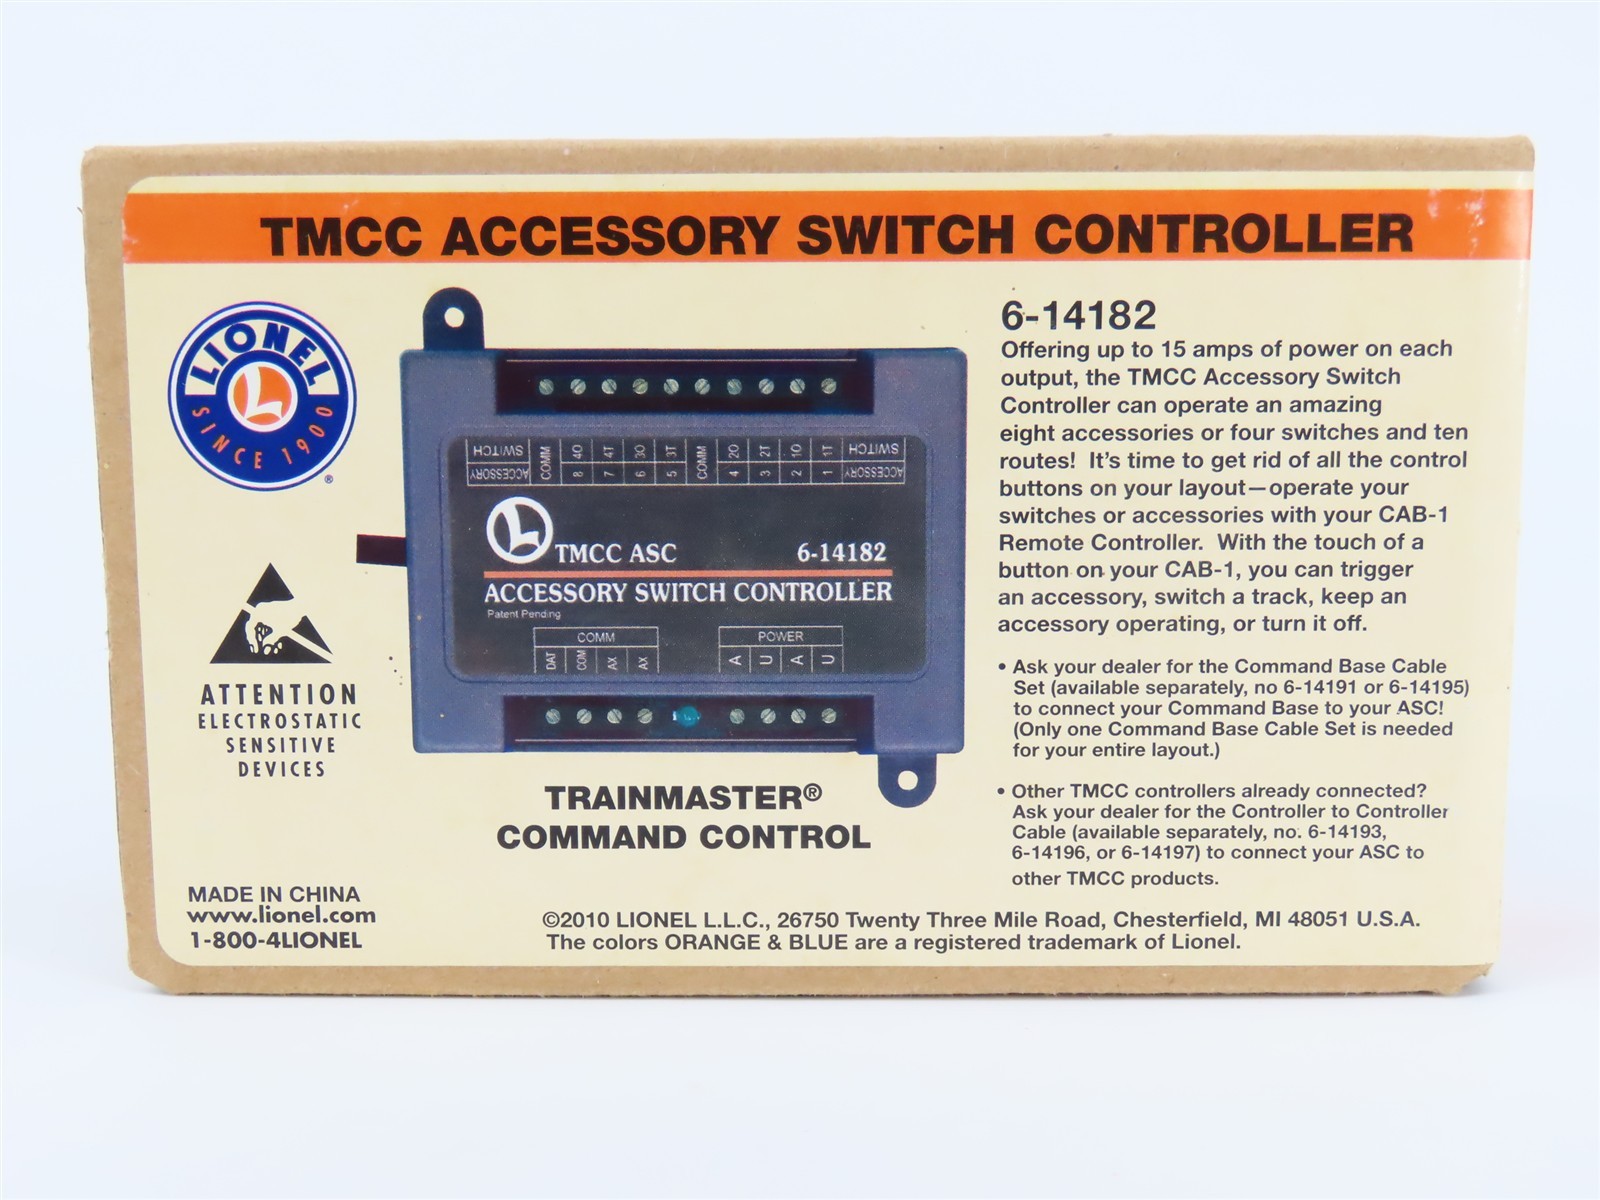 TMCC ACCESSORY SWITCH CONTROLLER
LIONEL
SINCE 1900
®
ATTENTION
ELECTROSTATIC
SENSITIVE
DEVICES
SWITCH COMM 4O 4T 3O 3T COMM 2O 2T 1O 1T SWITCH
ACCESSORY 8 7 6 5 4 3 2 1 ACCESSORY
L TMCC ASC 6-14182
ACCESSORY SWITCH CONTROLLER
Patent Pending
COMM POWER
DAT COM AX AX A U A U
TRAINMASTER®
COMMAND CONTROL
6-14182
Offering up to 15 amps of power on each
output, the TMCC Accessory Switch
Controller can operate an amazing
eight accessories or four switches and ten
routes! It's time to get rid of all the control
buttons on your layout—operate your
switches or accessories with your CAB-1
Remote Controller. With the touch of a
button on your CAB-1, you can trigger
an accessory, switch a track, keep an
accessory operating, or turn it off.
• Ask your dealer for the Command Base Cable
Set (available separately, no 6-14191 or 6-14195)
to connect your Command Base to your ASC!
(Only one Command Base Cable Set is needed
for your entire layout.)
• Other TMCC controllers already connected?
Ask your dealer for the Controller to Controller
Cable (available separately, no. 6-14193,
6-14196, or 6-14197) to connect your ASC to
other TMCC products.
MADE IN CHINA
www.lionel.com
1-800-4LIONEL
©2010 LIONEL L.L.C., 26750 Twenty Three Mile Road, Chesterfield, MI 48051 U.S.A.
The colors ORANGE & BLUE are a registered trademark of Lionel.